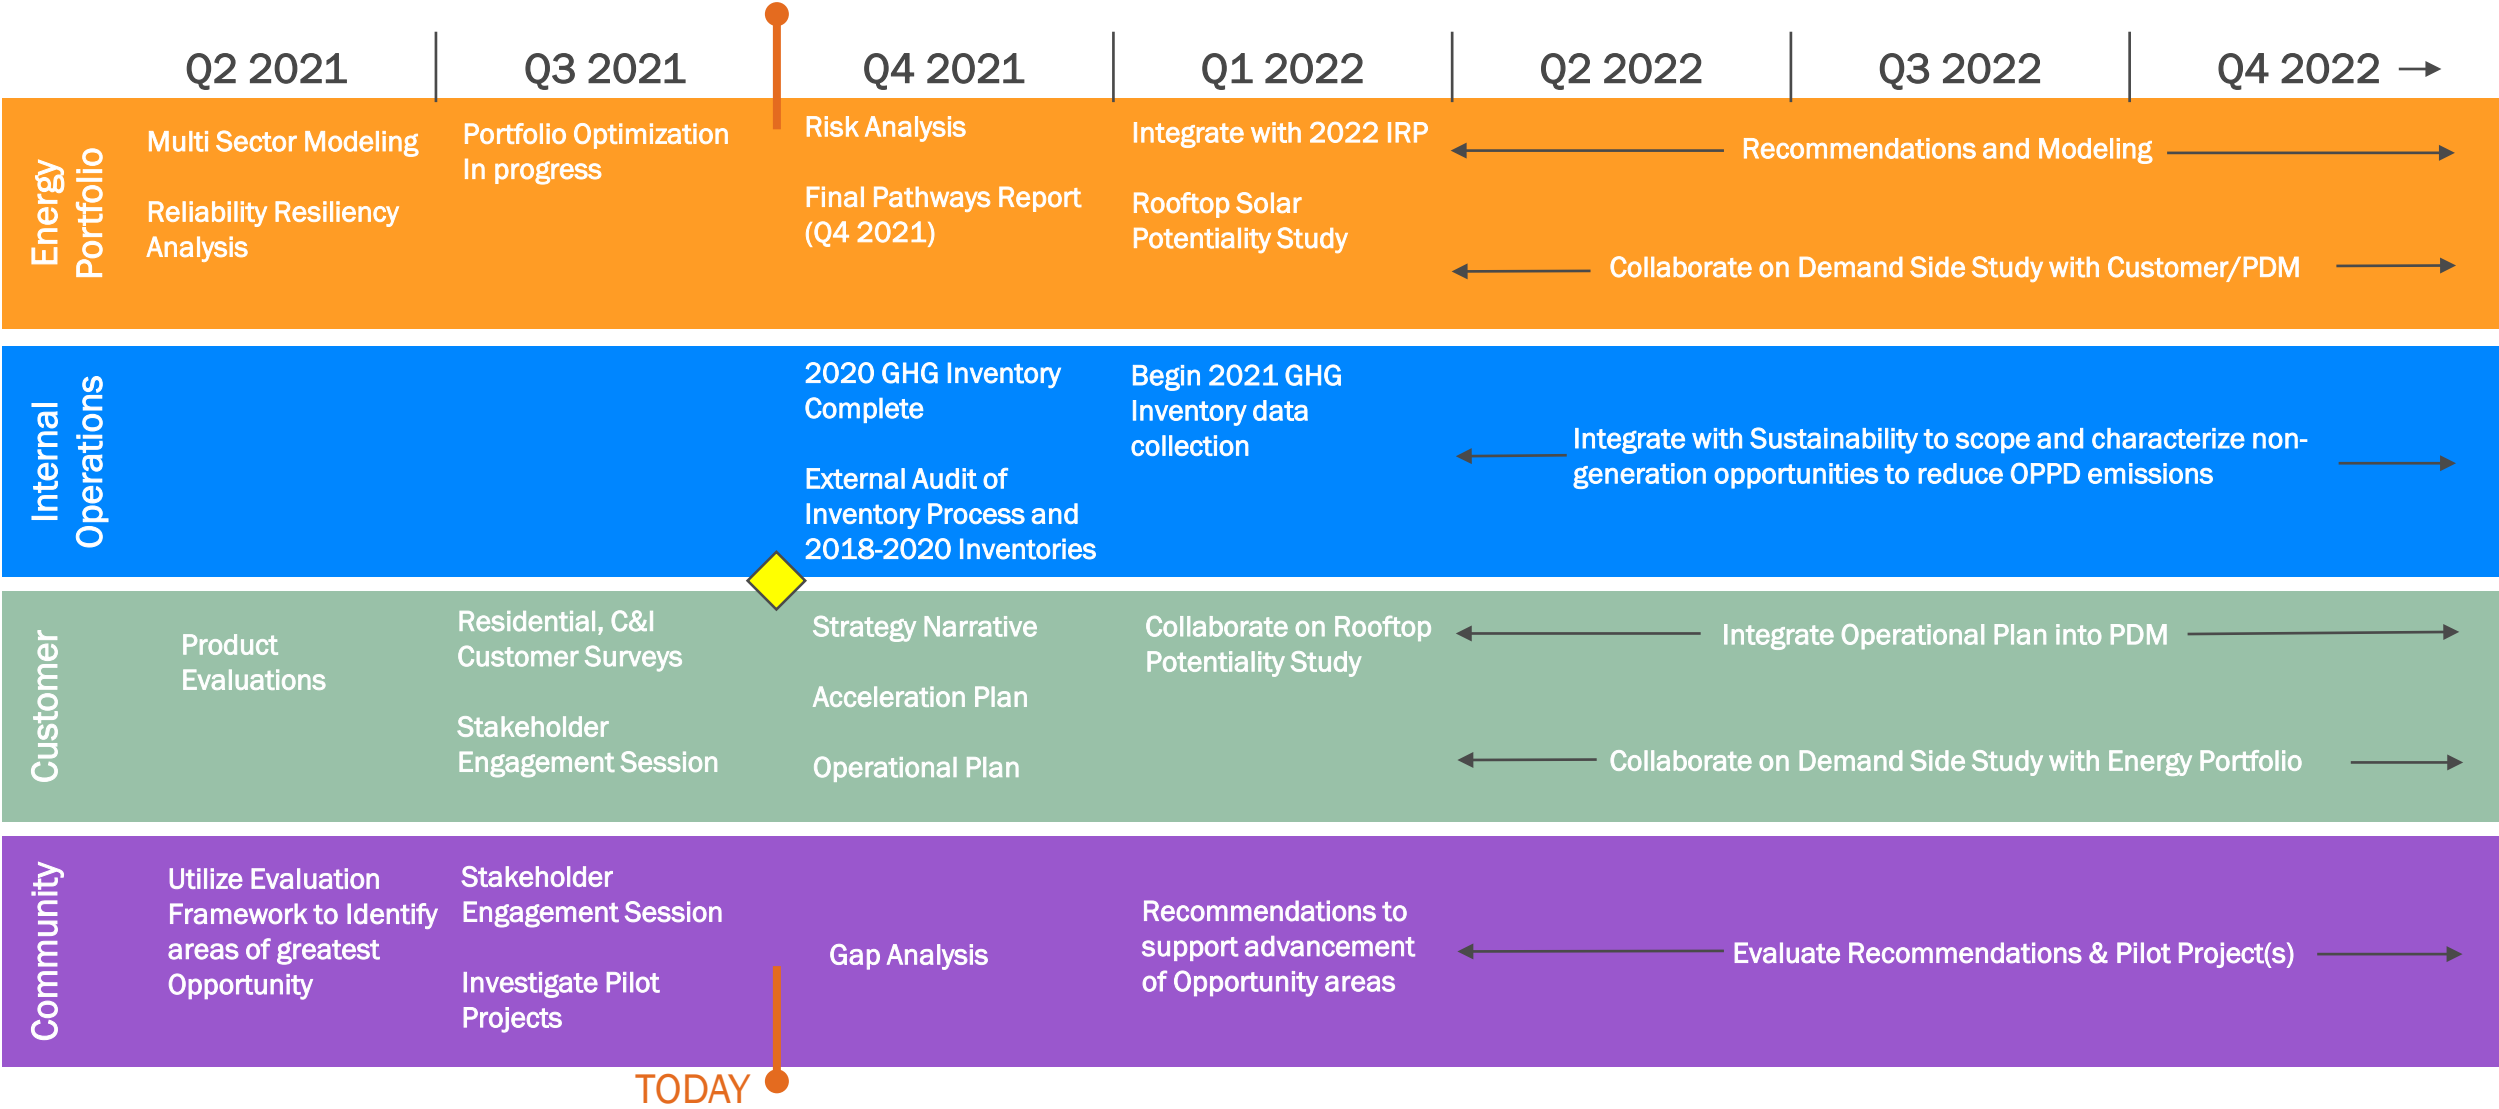 Q2 2021
Q3 2021
Q4 2021
Q1 2022
Q2 2022
Q3 2022
Q4 2022
Energy
Portfolio
Multi Sector Modeling
Reliability Resiliency
Analysis
Portfolio Optimization
In progress
Risk Analysis
Final Pathways Report
(Q4 2021)
Integrate with 2022 IRP
Rooftop Solar
Potentiality Study
Recommendations and Modeling
Collaborate on Demand Side Study with Customer/PDM
Internal
Operations
2020 GHG Inventory
Complete
External Audit of
Inventory Process and
2018-2020 Inventories
Begin 2021 GHG
Inventory data
collection
Integrate with Sustainability to scope and characterize non-
generation opportunities to reduce OPPD emissions
Customer
Product
Evaluations
Residential, C&I
Customer Surveys
Stakeholder
Engagement Session
Strategy Narrative
Acceleration Plan
Operational Plan
Collaborate on Rooftop
Potentiality Study
Integrate Operational Plan into PDM
Collaborate on Demand Side Study with Energy Portfolio
Community
Utilize Evaluation
Framework to Identify
areas of greatest
Opportunity
Stakeholder
Engagement Session
Investigate Pilot
Projects
Gap Analysis
Recommendations to
support advancement
of Opportunity areas
Evaluate Recommendations & Pilot Project(s)
TODAY